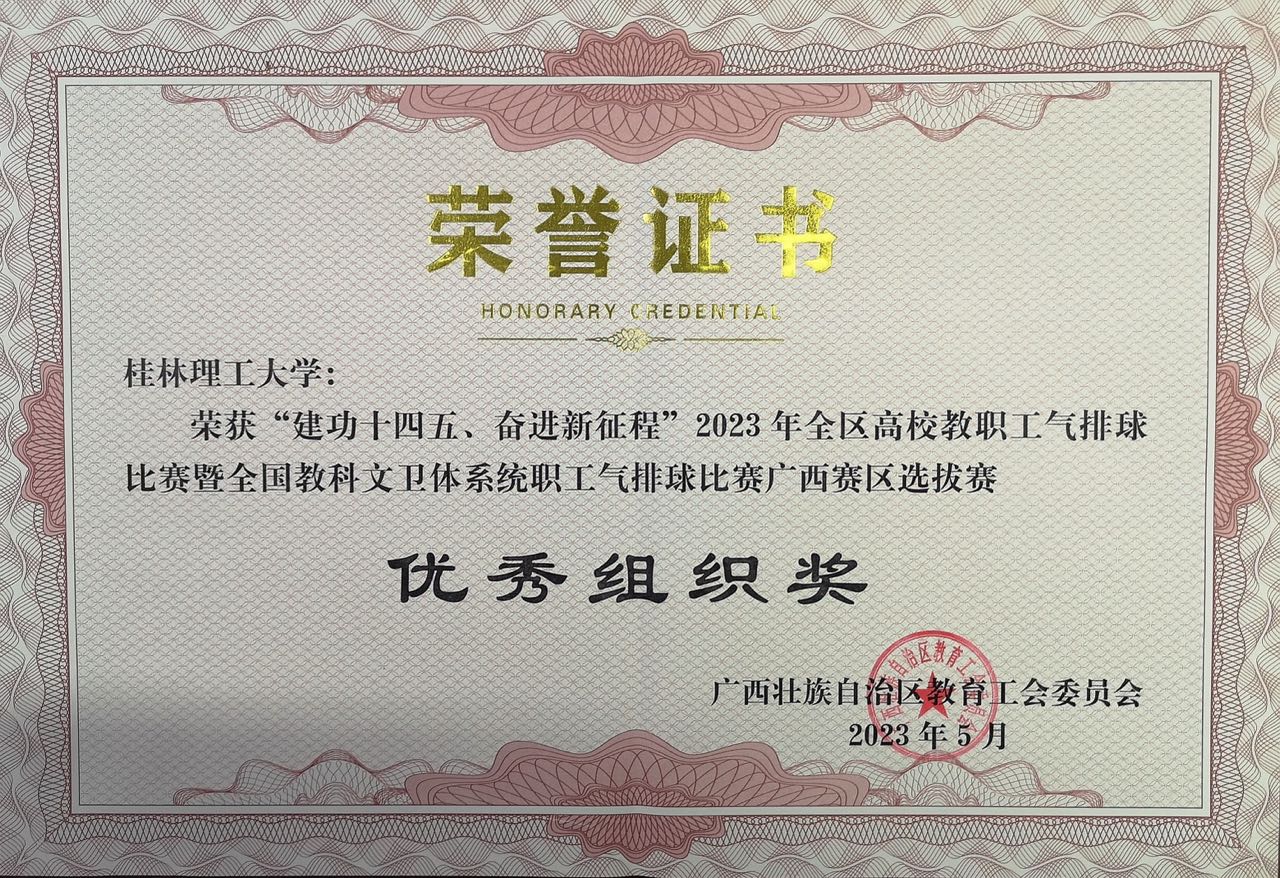 荣誉证书
HONORARY CREDENTIAL
桂林理工大学：
荣获“建功十四五、奋进新征程”2023年全区高校教职工气排球
比赛暨全国教科文卫体系统职工气排球比赛广西赛区选拔赛
优秀组织奖
广西壮族自治区教育工会委员会
2023年5月